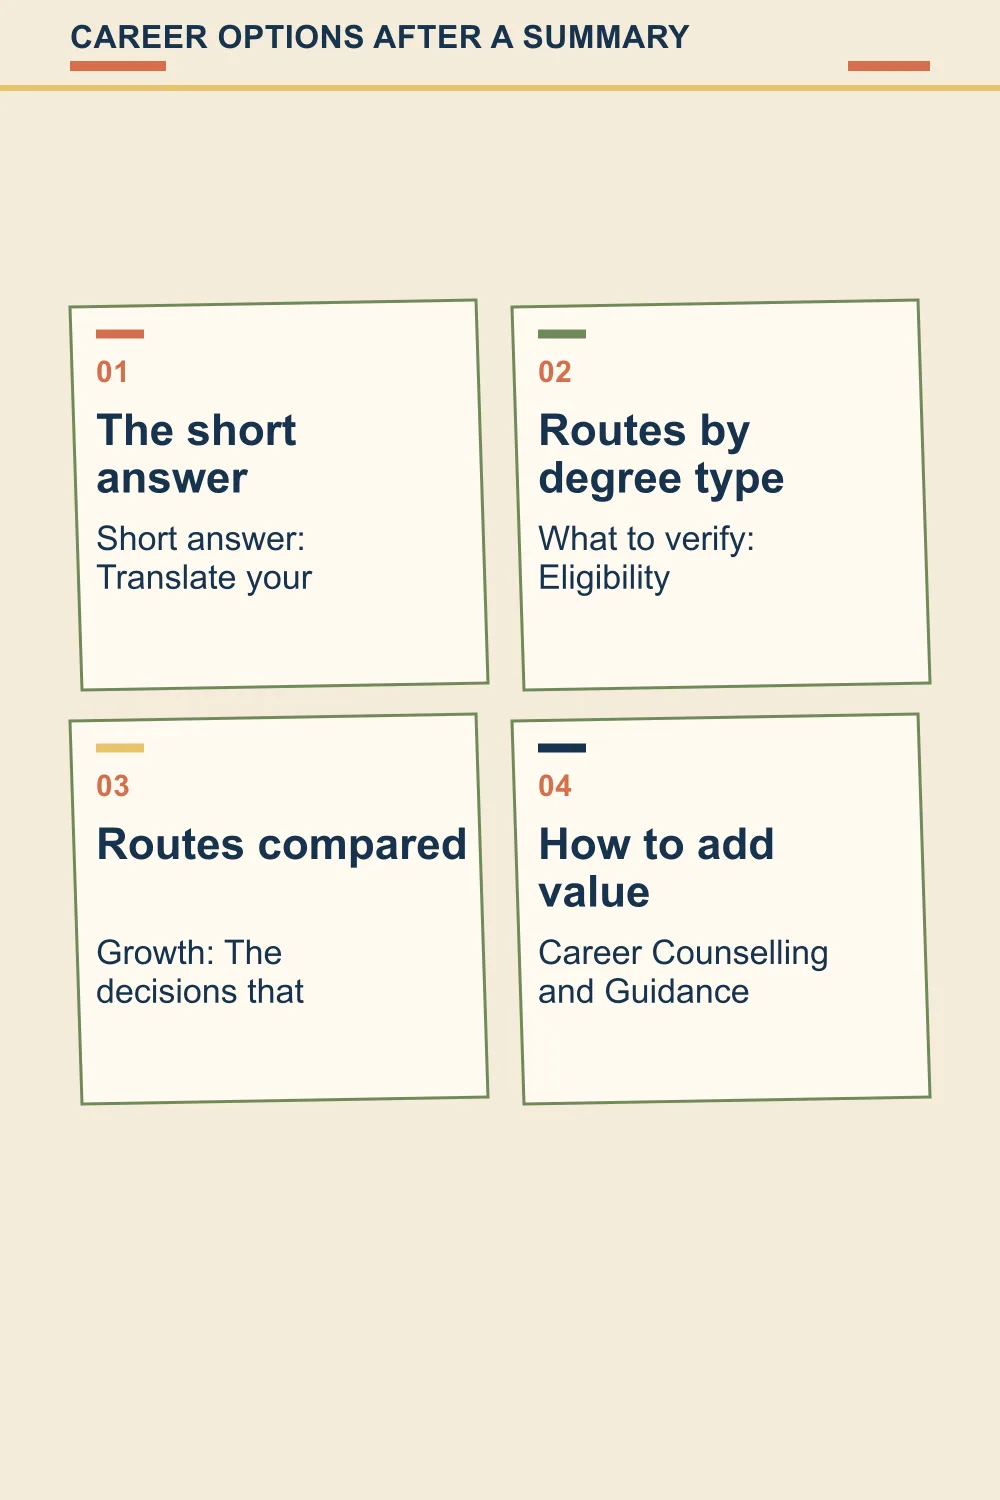 CAREER OPTIONS AFTER A SUMMARY
01
The short
answer
Short answer:
Translate your
02
Routes by
degree type
What to verify:
Eligibility
03
Routes compared
Growth: The
decisions that
04
How to add
value
Career Counselling
and Guidance